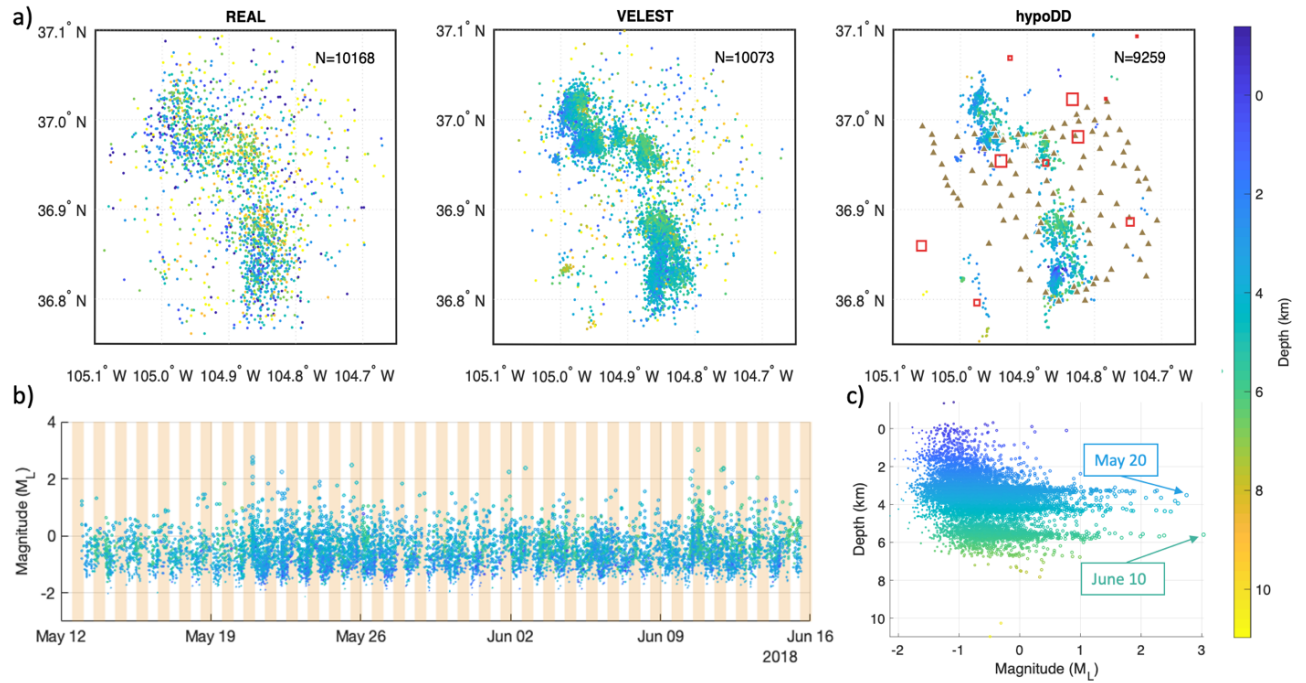 a)
REAL
VELEST
hypoDD
37.1° N
37.0° N
36.9° N
36.8° N
N=10168
105.1° W 105.0° W 104.9° W 104.8° W 104.7° W
37.1° N
37.0° N
36.9° N
36.8° N
N=10073
105.1° W 105.0° W 104.9° W 104.8° W 104.7° W
37.1° N
37.0° N
36.9° N
36.8° N
N=9259
105.1° W 105.0° W 104.9° W 104.8° W 104.7° W
0
2
4
6
8
10
Depth (km)
b)
4
2
0
-2
Magnitude (M_L)
May 12 May 19 May 26 Jun 02 Jun 09 Jun 16
2018
c)
0
2
4
6
8
10
Depth (km)
May 20
June 10
-2 -1 0 1 2 3
Magnitude (M_L)